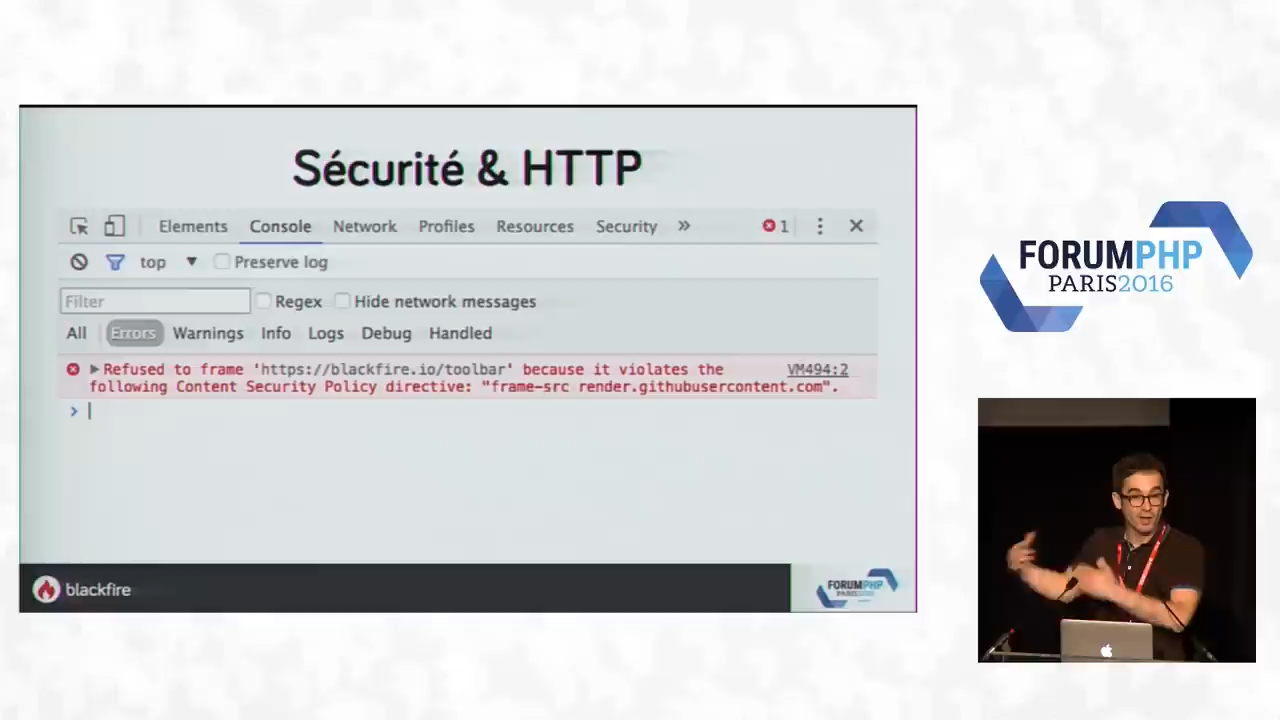 Sécurité & HTTP
Elements Console Network Profiles Resources Security » 1
top Preserve log
Filter Regex Hide network messages
All Errors Warnings Info Logs Debug Handled
Refused to frame 'https://blackfire.io/toolbar' because it violates the VM494:2
following Content Security Policy directive: "frame-src render.githubusercontent.com".
>
blackfire
FORUMPHP
PARIS2016
FORUMPHP
PARIS2016